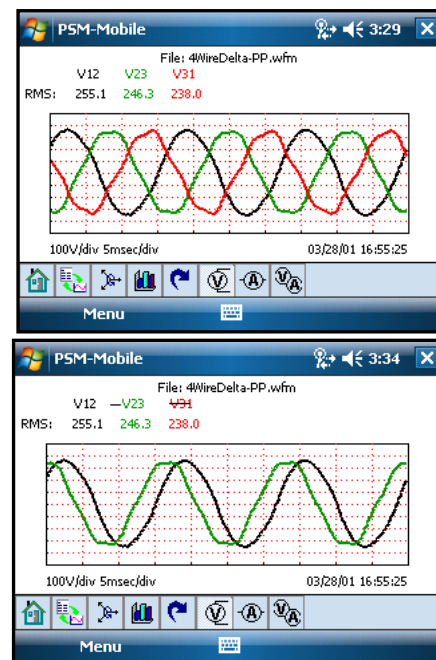 PSM-Mobile 3:29
File: 4WireDelta-PP.wfm
V12 V23 V31
RMS: 255.1 246.3 238.0
100V/div 5msec/div 03/28/01 16:55:25
V A V A
Menu
PSM-Mobile 3:34
File: 4WireDelta-PP.wfm
V12 –V23 V31
RMS: 255.1 246.3 238.0
100V/div 5msec/div 03/28/01 16:55:25
V A V A
Menu